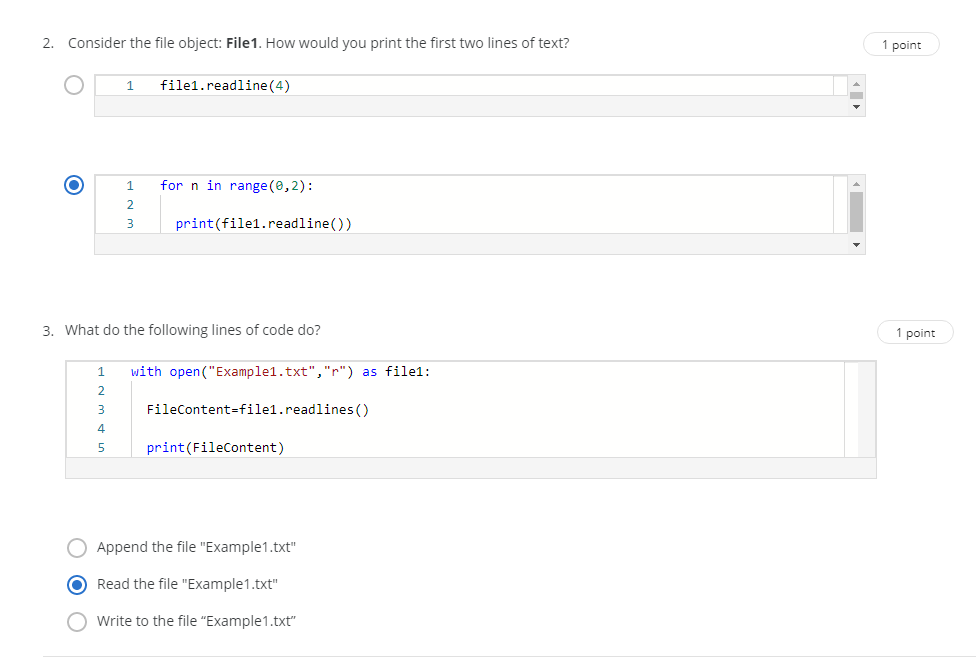 2. Consider the file object: File1. How would you print the first two lines of text?
1 point
1 file1.readline(4)
1 for n in range(0,2):
2
3 print(file1.readline())
3. What do the following lines of code do?
1 point
1 with open("Example1.txt","r") as file1:
2
3 FileContent=file1.readlines()
4
5 print(FileContent)
Append the file "Example1.txt"
Read the file "Example1.txt"
Write to the file “Example1.txt”